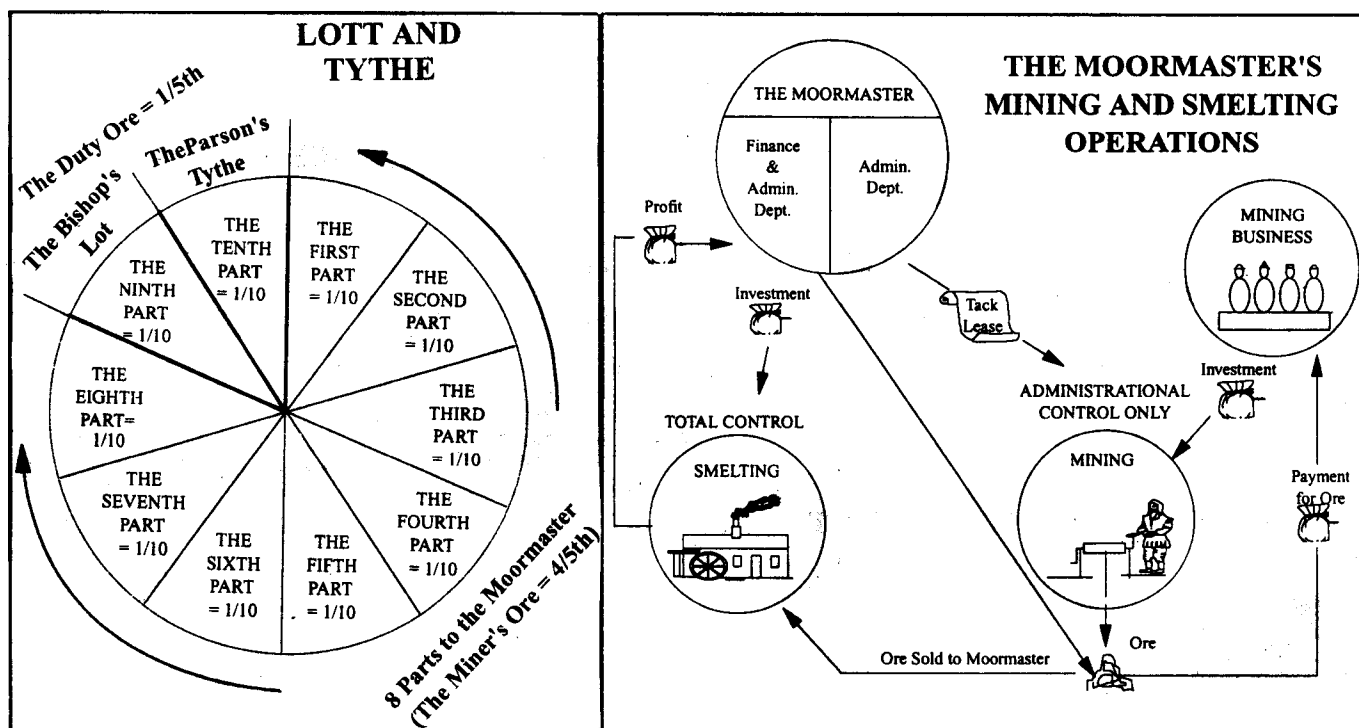 LOTT AND
TYTHE
The Duty Ore = 1/5th
The Bishop's
Lot
TheParson's
Tythe
THE
FIRST
PART
= 1/10
THE
SECOND
PART
= 1/10
THE
THIRD
PART
= 1/10
THE
FOURTH
PART
= 1/10
THE
FIFTH
PART
= 1/10
THE
SIXTH
PART
= 1/10
THE
SEVENTH
PART
= 1/10
THE
EIGHTH
PART=
1/10
THE
NINTH
PART
= 1/10
THE
TENTH
PART
= 1/10
8 Parts to the Moormaster
(The Miner's Ore = 4/5th)
THE MOORMASTER'S
MINING AND SMELTING
OPERATIONS
THE MOORMASTER
Finance
&
Admin.
Dept.
Admin.
Dept.
Profit
Investment
Tack
Lease
MINING
BUSINESS
Investment
ADMINISTRATIONAL
CONTROL ONLY
TOTAL CONTROL
SMELTING
MINING
Payment
for Ore
Ore
Ore Sold to Moormaster